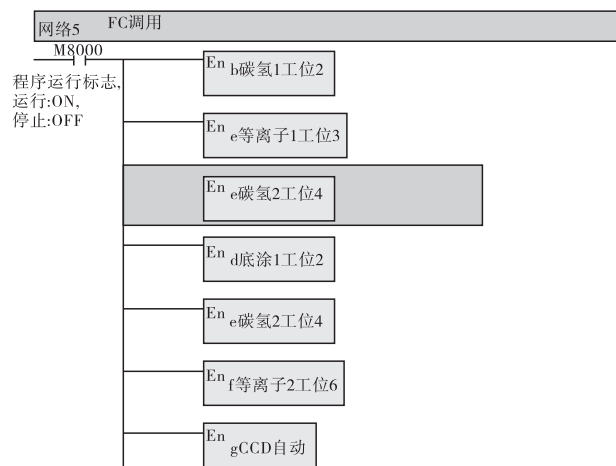 网络5 FC调用
M8000
程序运行标志,
运行:ON,
停止:OFF
En b碳氢1工位2
En e等离子1工位3
En e碳氢2工位4
En d底涂1工位2
En e碳氢2工位4
En f等离子2工位6
En gCCD自动